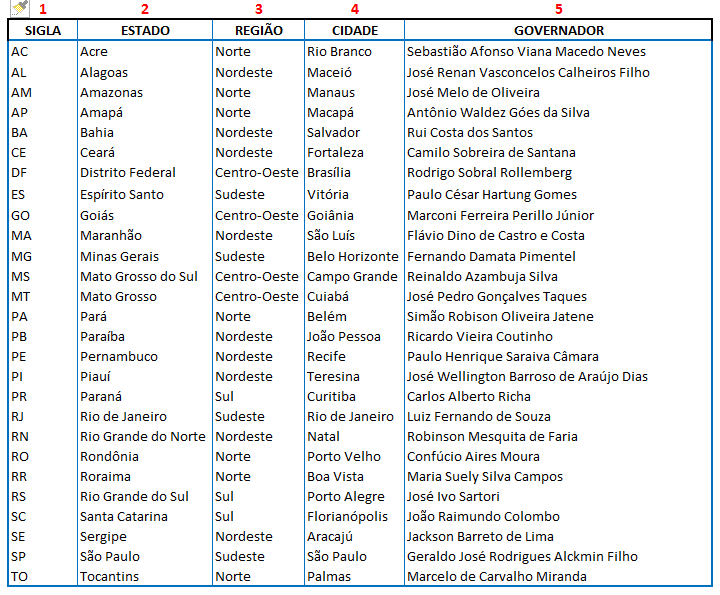 1 2 3 4 5
SIGLA ESTADO REGIÃO CIDADE GOVERNADOR
AC Acre Norte Rio Branco Sebastião Afonso Viana Macedo Neves
AL Alagoas Nordeste Maceió José Renan Vasconcelos Calheiros Filho
AM Amazonas Norte Manaus José Melo de Oliveira
AP Amapá Norte Macapá Antônio Waldez Góes da Silva
BA Bahia Nordeste Salvador Rui Costa dos Santos
CE Ceará Nordeste Fortaleza Camilo Sobreira de Santana
DF Distrito Federal Centro-Oeste Brasília Rodrigo Sobral Rollemberg
ES Espírito Santo Sudeste Vitória Paulo César Hartung Gomes
GO Goiás Centro-Oeste Goiânia Marconi Ferreira Perillo Júnior
MA Maranhão Nordeste São Luís Flávio Dino de Castro e Costa
MG Minas Gerais Sudeste Belo Horizonte Fernando Damata Pimentel
MS Mato Grosso do Sul Centro-Oeste Campo Grande Reinaldo Azambuja Silva
MT Mato Grosso Centro-Oeste Cuiabá José Pedro Gonçalves Taques
PA Pará Norte Belém Simão Robison Oliveira Jatene
PB Paraíba Nordeste João Pessoa Ricardo Vieira Coutinho
PE Pernambuco Nordeste Recife Paulo Henrique Saraiva Câmara
PI Piauí Nordeste Teresina José Wellington Barroso de Araújo Dias
PR Paraná Sul Curitiba Carlos Alberto Richa
RJ Rio de Janeiro Sudeste Rio de Janeiro Luiz Fernando de Souza
RN Rio Grande do Norte Nordeste Natal Robinson Mesquita de Faria
RO Rondônia Norte Porto Velho Confúcio Aires Moura
RR Roraima Norte Boa Vista Maria Suely Silva Campos
RS Rio Grande do Sul Sul Porto Alegre José Ivo Sartori
SC Santa Catarina Sul Florianópolis João Raimundo Colombo
SE Sergipe Nordeste Aracajú Jackson Barreto de Lima
SP São Paulo Sudeste São Paulo Geraldo José Rodrigues Alckmin Filho
TO Tocantins Norte Palmas Marcelo de Carvalho Miranda